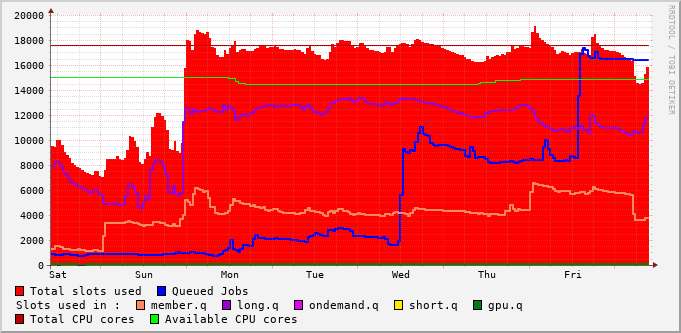 20000
18000
16000
14000
12000
10000
8000
6000
4000
2000
0
Sat Sun Mon Tue Wed Thu Fri
RRDTOOL / TOBI OETIKER
Total slots used Queued Jobs
Slots used in : member.q long.q ondemand.q short.q gpu.q
Total CPU cores Available CPU cores